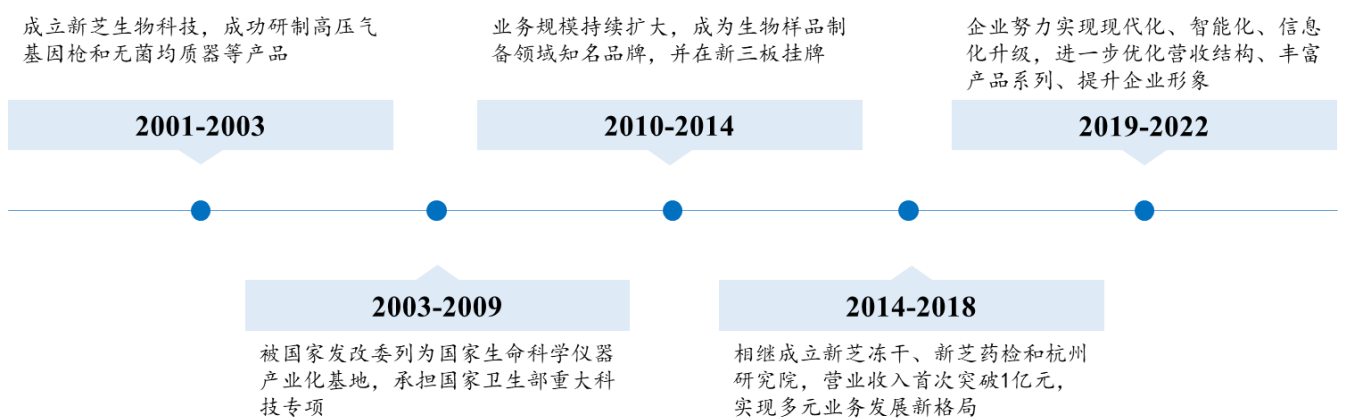 成立新芝生物科技，成功研制高压气
基因枪和无菌均质器等产品
2001-2003
被国家发改委列为国家生命科学仪器
产业化基地，承担国家卫生部重大科
技专项
2003-2009
业务规模持续扩大，成为生物样品制
备领域知名品牌，并在新三板挂牌
2010-2014
相继成立新芝冻干、新芝药检和杭州
研究院，营业收入首次突破1亿元，
实现多元业务发展新格局
2014-2018
企业努力实现现代化、智能化、信息
化升级，进一步优化营收结构、丰富
产品系列、提升企业形象
2019-2022